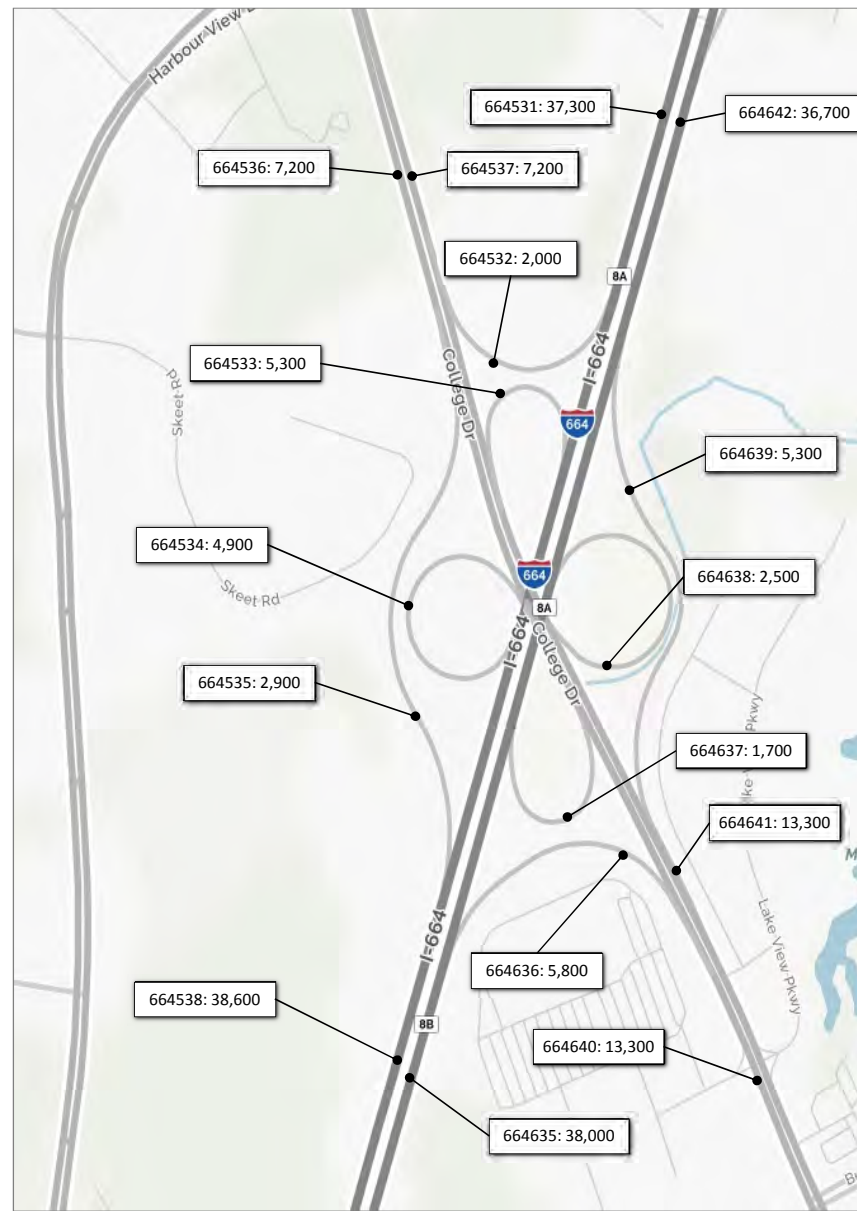 Harbour View
664531: 37,300
664642: 36,700
664536: 7,200
664537: 7,200
664532: 2,000
8A
664533: 5,300
College Dr
I-664
Skeet Rd
664
664639: 5,300
664534: 4,900
664
664638: 2,500
Skeet Rd
8A
I-664
College Dr
664535: 2,900
Pkwy
664637: 1,700
664641: 13,300
M
I-664
Lake View Pkwy
664636: 5,800
664538: 38,600
8B
664640: 13,300
664635: 38,000